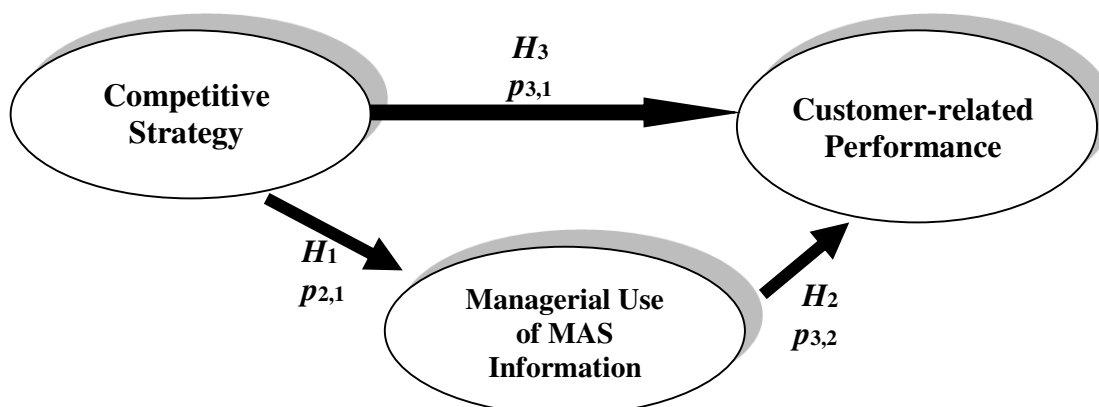 Competitive
Strategy
H3
p3,1
Customer-related
Performance
H1
p2,1
Managerial Use
of MAS
Information
H2
p3,2